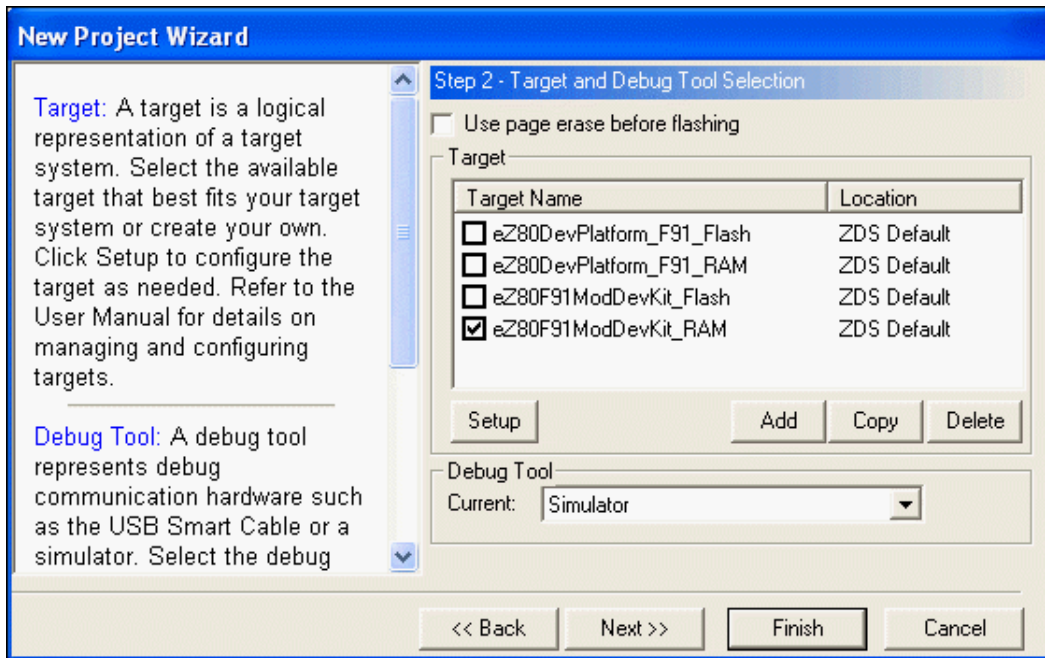 New Project Wizard
Target: A target is a logical
representation of a target
system. Select the available
target that best fits your target
system or create your own.
Click Setup to configure the
target as needed. Refer to the
User Manual for details on
managing and configuring
targets.
Debug Tool: A debug tool
represents debug
communication hardware such
as the USB Smart Cable or a
simulator. Select the debug
Step 2 - Target and Debug Tool Selection
Use page erase before flashing
Target
Target Name Location
eZ80DevPlatform_F91_Flash ZDS Default
eZ80DevPlatform_F91_RAM ZDS Default
eZ80F91ModDevKit_Flash ZDS Default
eZ80F91ModDevKit_RAM ZDS Default
Setup Add Copy Delete
Debug Tool
Current: Simulator
<< Back Next >> Finish Cancel